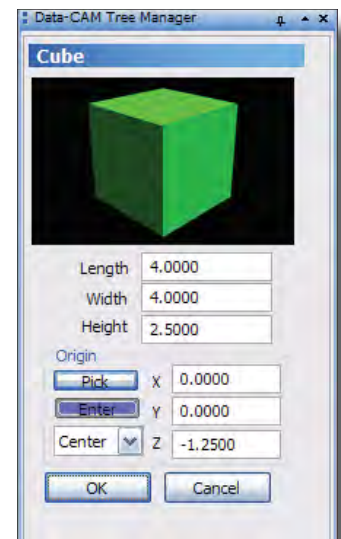 Data-CAM Tree Manager
Cube
Length 4.0000
Width 4.0000
Height 2.5000
Origin
Pick X 0.0000
Enter Y 0.0000
Center Z -1.2500
OK Cancel